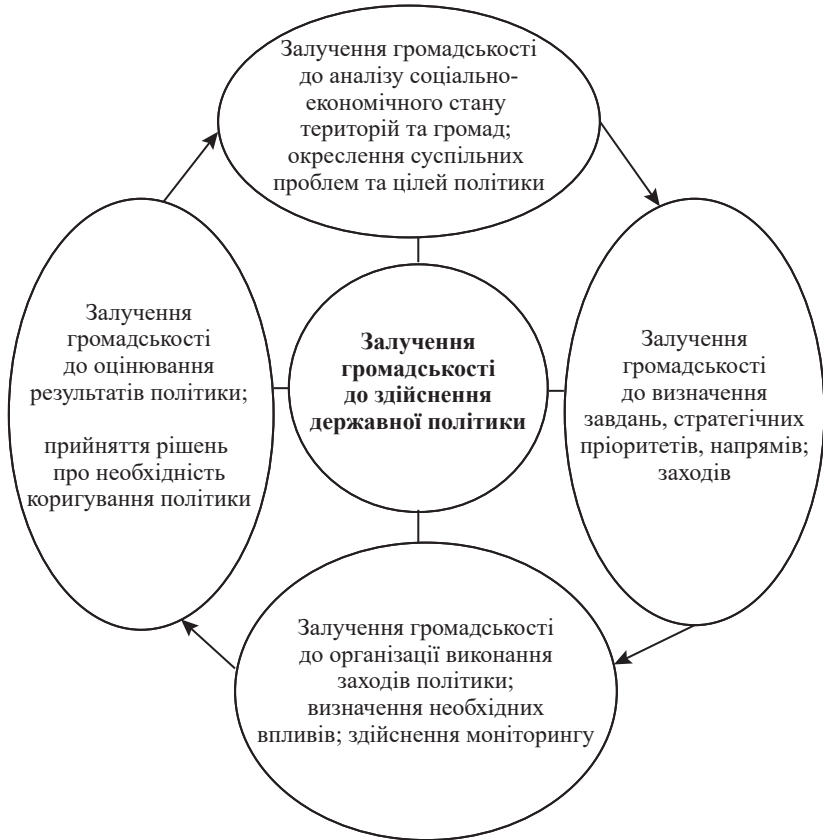 Залучення громадськості
до аналізу соціально-
економічного стану
територій та громад;
окреслення суспільних
проблем та цілей політики
Залучення
громадськості
до здійснення
державної політики
Залучення
громадськості
до визначення
завдань, стратегічних
пріоритетів, напрямів;
заходів
Залучення громадськості
до організації виконання
заходів політики;
визначення необхідних
впливів; здійснення моніторингу
Залучення
громадськості
до оцінювання
результатів політики;
прийняття рішень
про необхідність
коригування політики